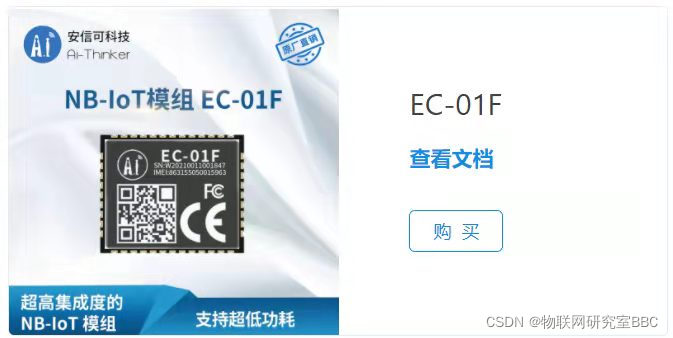 安信可科技
Ai-Thinker
原厂直销
NB-IoT模组 EC-01F
Ai
EC-01F
SN:W20210011001847
IMEI:863155050015963
FC
CE
超高集成度的
NB-IoT 模组
支持超低功耗
EC-01F
查看文档
购 买
CSDN @物联网研究室BBC